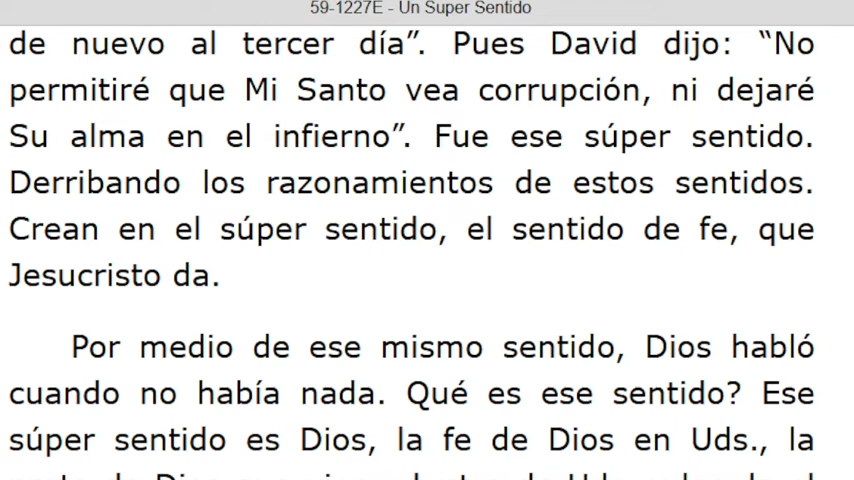 59-1227E - Un Super Sentido
de nuevo al tercer día”. Pues David dijo: “No
permitiré que Mi Santo vea corrupción, ni dejaré
Su alma en el infierno”. Fue ese súper sentido.
Derribando los razonamientos de estos sentidos.
Crean en el súper sentido, el sentido de fe, que
Jesucristo da.
Por medio de ese mismo sentido, Dios habló
cuando no había nada. Qué es ese sentido? Ese
súper sentido es Dios, la fe de Dios en Uds., la